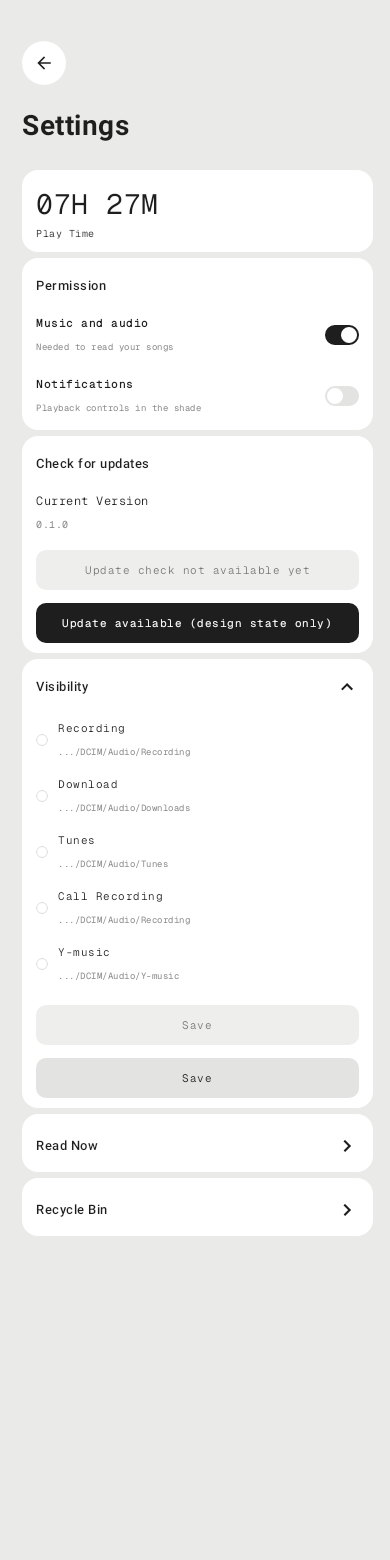 Settings
07H 27M
Play Time
Permission
Music and audio
Needed to read your songs
Notifications
Playback controls in the shade
Check for updates
Current Version
0.1.0
Update check not available yet
Update available (design state only)
Visibility
Recording
.../DCIM/Audio/Recording
Download
.../DCIM/Audio/Downloads
Tunes
.../DCIM/Audio/Tunes
Call Recording
.../DCIM/Audio/Recording
Y-music
.../DCIM/Audio/Y-music
Save
Save
Read Now
Recycle Bin